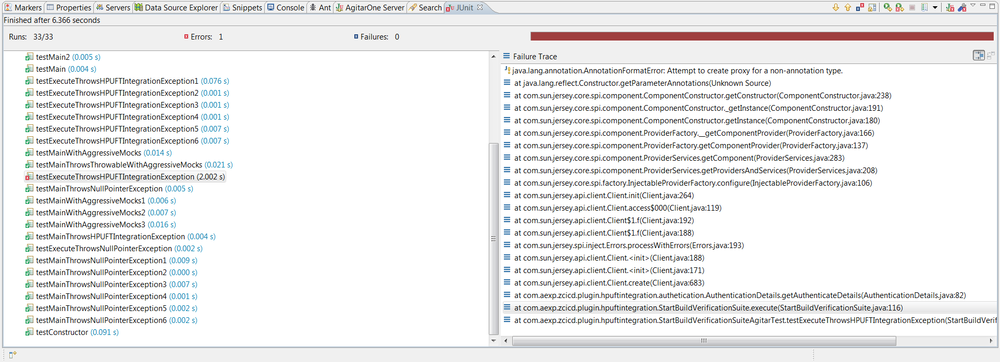 Markers Properties Servers Data Source Explorer Snippets Console Ant AgitarOne Server Search JUnit
Finished after 6.366 seconds
Runs: 33/33 Errors: 1 Failures: 0
testMain2 (0.005 s)
testMain (0.004 s)
testExecuteThrowsHPUFTIntegrationException1 (0.076 s)
testExecuteThrowsHPUFTIntegrationException2 (0.001 s)
testExecuteThrowsHPUFTIntegrationException3 (0.001 s)
testExecuteThrowsHPUFTIntegrationException4 (0.001 s)
testExecuteThrowsHPUFTIntegrationException5 (0.007 s)
testExecuteThrowsHPUFTIntegrationException6 (0.007 s)
testMainWithAggressiveMocks (0.014 s)
testMainThrowsThrowableWithAggressiveMocks (0.021 s)
testExecuteThrowsHPUFTIntegrationException (2.002 s)
testMainThrowsNullPointerException (0.005 s)
testMainWithAggressiveMocks1 (0.006 s)
testMainWithAggressiveMocks2 (0.007 s)
testMainWithAggressiveMocks3 (0.016 s)
testMainThrowsHPUFTIntegrationException (0.004 s)
testExecuteThrowsNullPointerException (0.002 s)
testMainThrowsNullPointerException1 (0.009 s)
testMainThrowsNullPointerException2 (0.000 s)
testMainThrowsNullPointerException3 (0.007 s)
testMainThrowsNullPointerException4 (0.001 s)
testMainThrowsNullPointerException5 (0.002 s)
testMainThrowsNullPointerException6 (0.002 s)
testConstructor (0.091 s)
Failure Trace
java.lang.annotation.AnnotationFormatError: Attempt to create proxy for a non-annotation type.
at java.lang.reflect.Constructor.getParameterAnnotations(Unknown Source)
at com.sun.jersey.core.spi.component.ComponentConstructor.getConstructor(ComponentConstructor.java:238)
at com.sun.jersey.core.spi.component.ComponentConstructor._getInstance(ComponentConstructor.java:191)
at com.sun.jersey.core.spi.component.ComponentConstructor.getInstance(ComponentConstructor.java:180)
at com.sun.jersey.core.spi.component.ProviderFactory.__getComponentProvider(ProviderFactory.java:166)
at com.sun.jersey.core.spi.component.ProviderFactory.getComponentProvider(ProviderFactory.java:137)
at com.sun.jersey.core.spi.component.ProviderServices.getComponent(ProviderServices.java:283)
at com.sun.jersey.core.spi.component.ProviderServices.getProvidersAndServices(ProviderServices.java:208)
at com.sun.jersey.core.spi.factory.InjectableProviderFactory.configure(InjectableProviderFactory.java:106)
at com.sun.jersey.api.client.Client.init(Client.java:264)
at com.sun.jersey.api.client.Client.access$000(Client.java:119)
at com.sun.jersey.api.client.Client$1.f(Client.java:192)
at com.sun.jersey.api.client.Client$1.f(Client.java:188)
at com.sun.jersey.spi.inject.Errors.processWithErrors(Errors.java:193)
at com.sun.jersey.api.client.Client.<init>(Client.java:188)
at com.sun.jersey.api.client.Client.<init>(Client.java:171)
at com.sun.jersey.api.client.Client.create(Client.java:683)
at com.aexp.zcicd.plugin.hpuftintegration.authetication.AuthenticationDetails.getAuthenticateDetails(AuthenticationDetails.java:82)
at com.aexp.zcicd.plugin.hpuftintegration.StartBuildVerificationSuite.execute(StartBuildVerificationSuite.java:116)
at com.aexp.zcicd.plugin.hpuftintegration.StartBuildVerificationSuiteAgitarTest.testExecuteThrowsHPUFTIntegrationException(StartBuildVerif